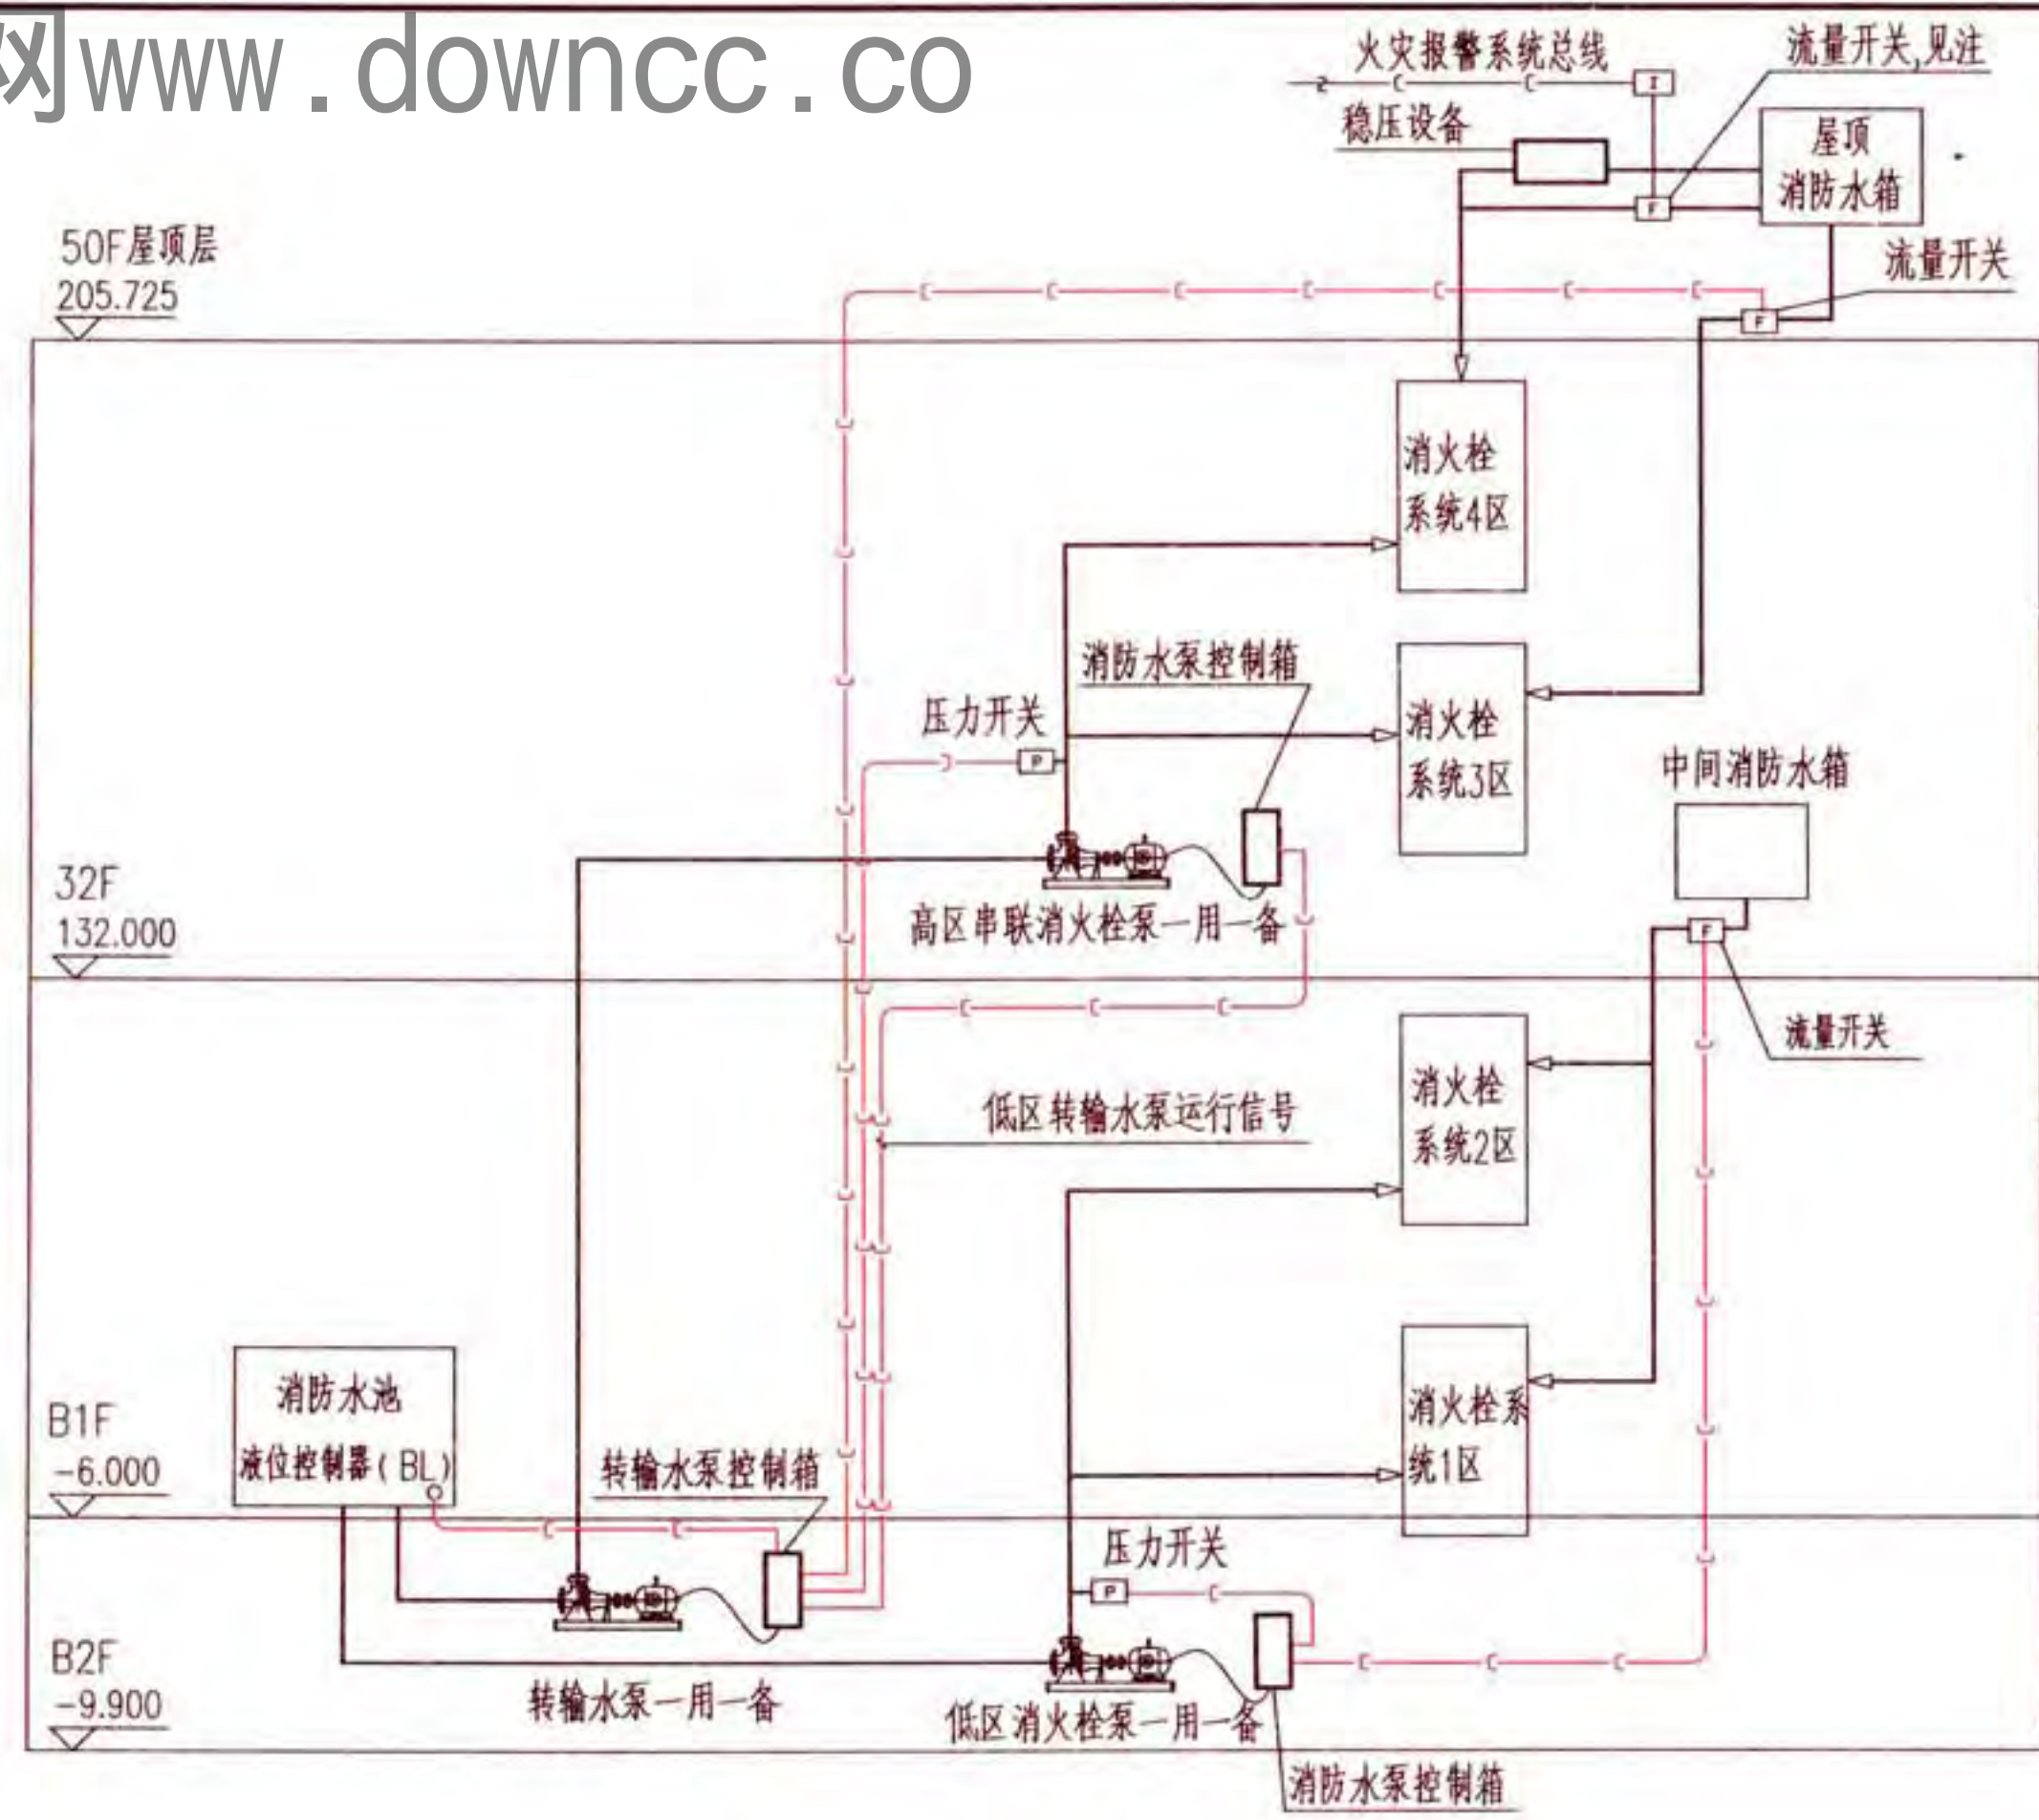 网www.downcc.co
火灾报警系统总线
流量开关,见注
I
稳压设备
屋顶
消防水箱
F
50F屋顶层
205.725
流量开关
F
消火栓
系统4区
消防水泵控制箱
压力开关
P
消火栓
系统3区
中间消防水箱
32F
132.000
高区串联消火栓泵一用一备
F
流量开关
消火栓
系统2区
低区转输水泵运行信号
消防水池
液位控制器(BL)
B1F
-6.000
转输水泵控制箱
消火栓系
统1区
压力开关
P
B2F
-9.900
转输水泵一用一备
低区消火栓泵一用一备
消防水泵控制箱